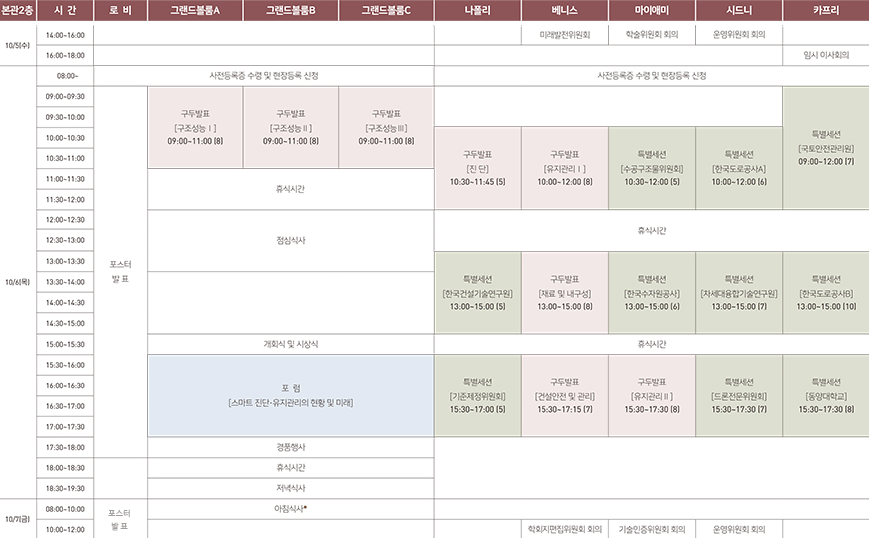 본관2층 시 간 로 비 그랜드볼룸A 그랜드볼룸B 그랜드볼룸C 나폴리 베니스 마이애미 시드니 카프리
10/5(수) 14:00~16:00 미래발전위원회 학술위원회 회의 운영위원회 회의
16:00~18:00 임시 이사회의
10/6(목) 08:00~ 사전등록증 수령 및 현장등록 신청 사전등록증 수령 및 현장등록 신청
09:00~09:30
09:30~10:00
10:00~10:30
10:30~11:00
11:00~11:30
11:30~12:00
12:00~12:30
12:30~13:00
13:00~13:30
13:30~14:00
14:00~14:30
14:30~15:00
15:00~15:30
15:30~16:00
16:00~16:30
16:30~17:00
17:00~17:30
17:30~18:00
18:00~18:30
18:30~19:30
포스터
발 표
구두발표
[구조성능Ⅰ]
09:00~11:00 (8)
구두발표
[구조성능Ⅱ]
09:00~11:00 (8)
구두발표
[구조성능Ⅲ]
09:00~11:00 (8)
구두발표
[진 단]
10:30~11:45 (5)
구두발표
[유지관리Ⅰ]
10:00~12:00 (8)
특별세션
[수공구조물위원회]
10:30~12:00 (5)
특별세션
[한국도로공사A]
10:00~12:00 (6)
특별세션
[국토안전관리원]
09:00~12:00 (7)
휴식시간
점심식사
휴식시간
특별세션
[한국건설기술연구원]
13:00~15:00 (5)
구두발표
[재료 및 내구성]
13:00~15:00 (8)
특별세션
[한국수자원공사]
13:00~15:00 (6)
특별세션
[차세대융합기술연구원]
13:00~15:00 (7)
특별세션
[한국도로공사B]
13:00~15:00 (10)
개회식 및 시상식
휴식시간
포 럼
[스마트 진단·유지관리의 현황 및 미래]
특별세션
[기준제정위원회]
15:30~17:00 (5)
구두발표
[건설안전 및 관리]
15:30~17:15 (7)
구두발표
[유지관리Ⅱ]
15:30~17:30 (8)
특별세션
[드론전문위원회]
15:30~17:30 (7)
특별세션
[동양대학교]
15:30~17:30 (8)
경품행사
휴식시간
저녁식사
10/7(금) 08:00~10:00 아침식사*
10:00~12:00 학회지편집위원회 회의 기술인증위원회 회의 운영위원회 회의
포스터
발 표